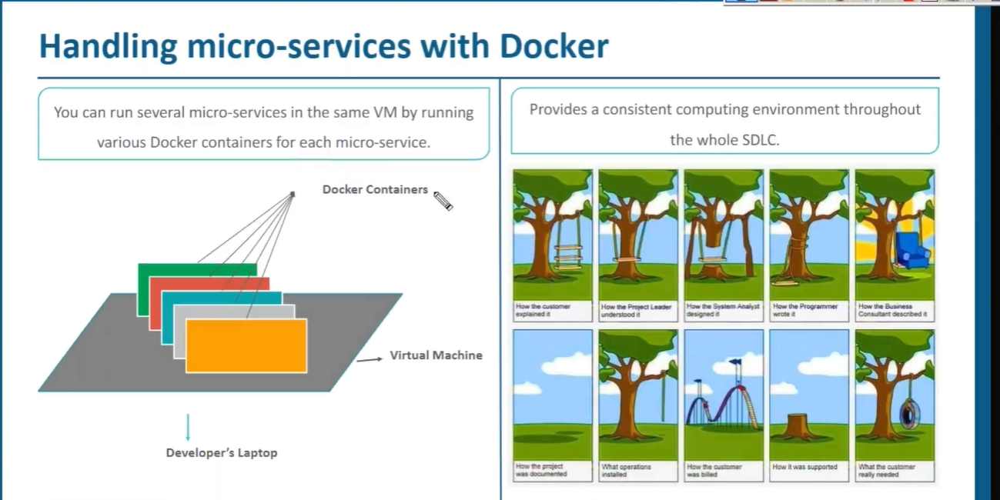 Handling micro-services with Docker
You can run several micro-services in the same VM by running
various Docker containers for each micro-service.
Docker Containers
Virtual Machine
Developer's Laptop
Provides a consistent computing environment throughout
the whole SDLC.
How the customer
explained it
How the Project Leader
understood it
How the System Analyst
designed it
How the Programmer
wrote it
How the Business
Consultant described it
How the project
was documented
What operations
installed
How the customer
was billed
How it was supported
What the customer
really needed